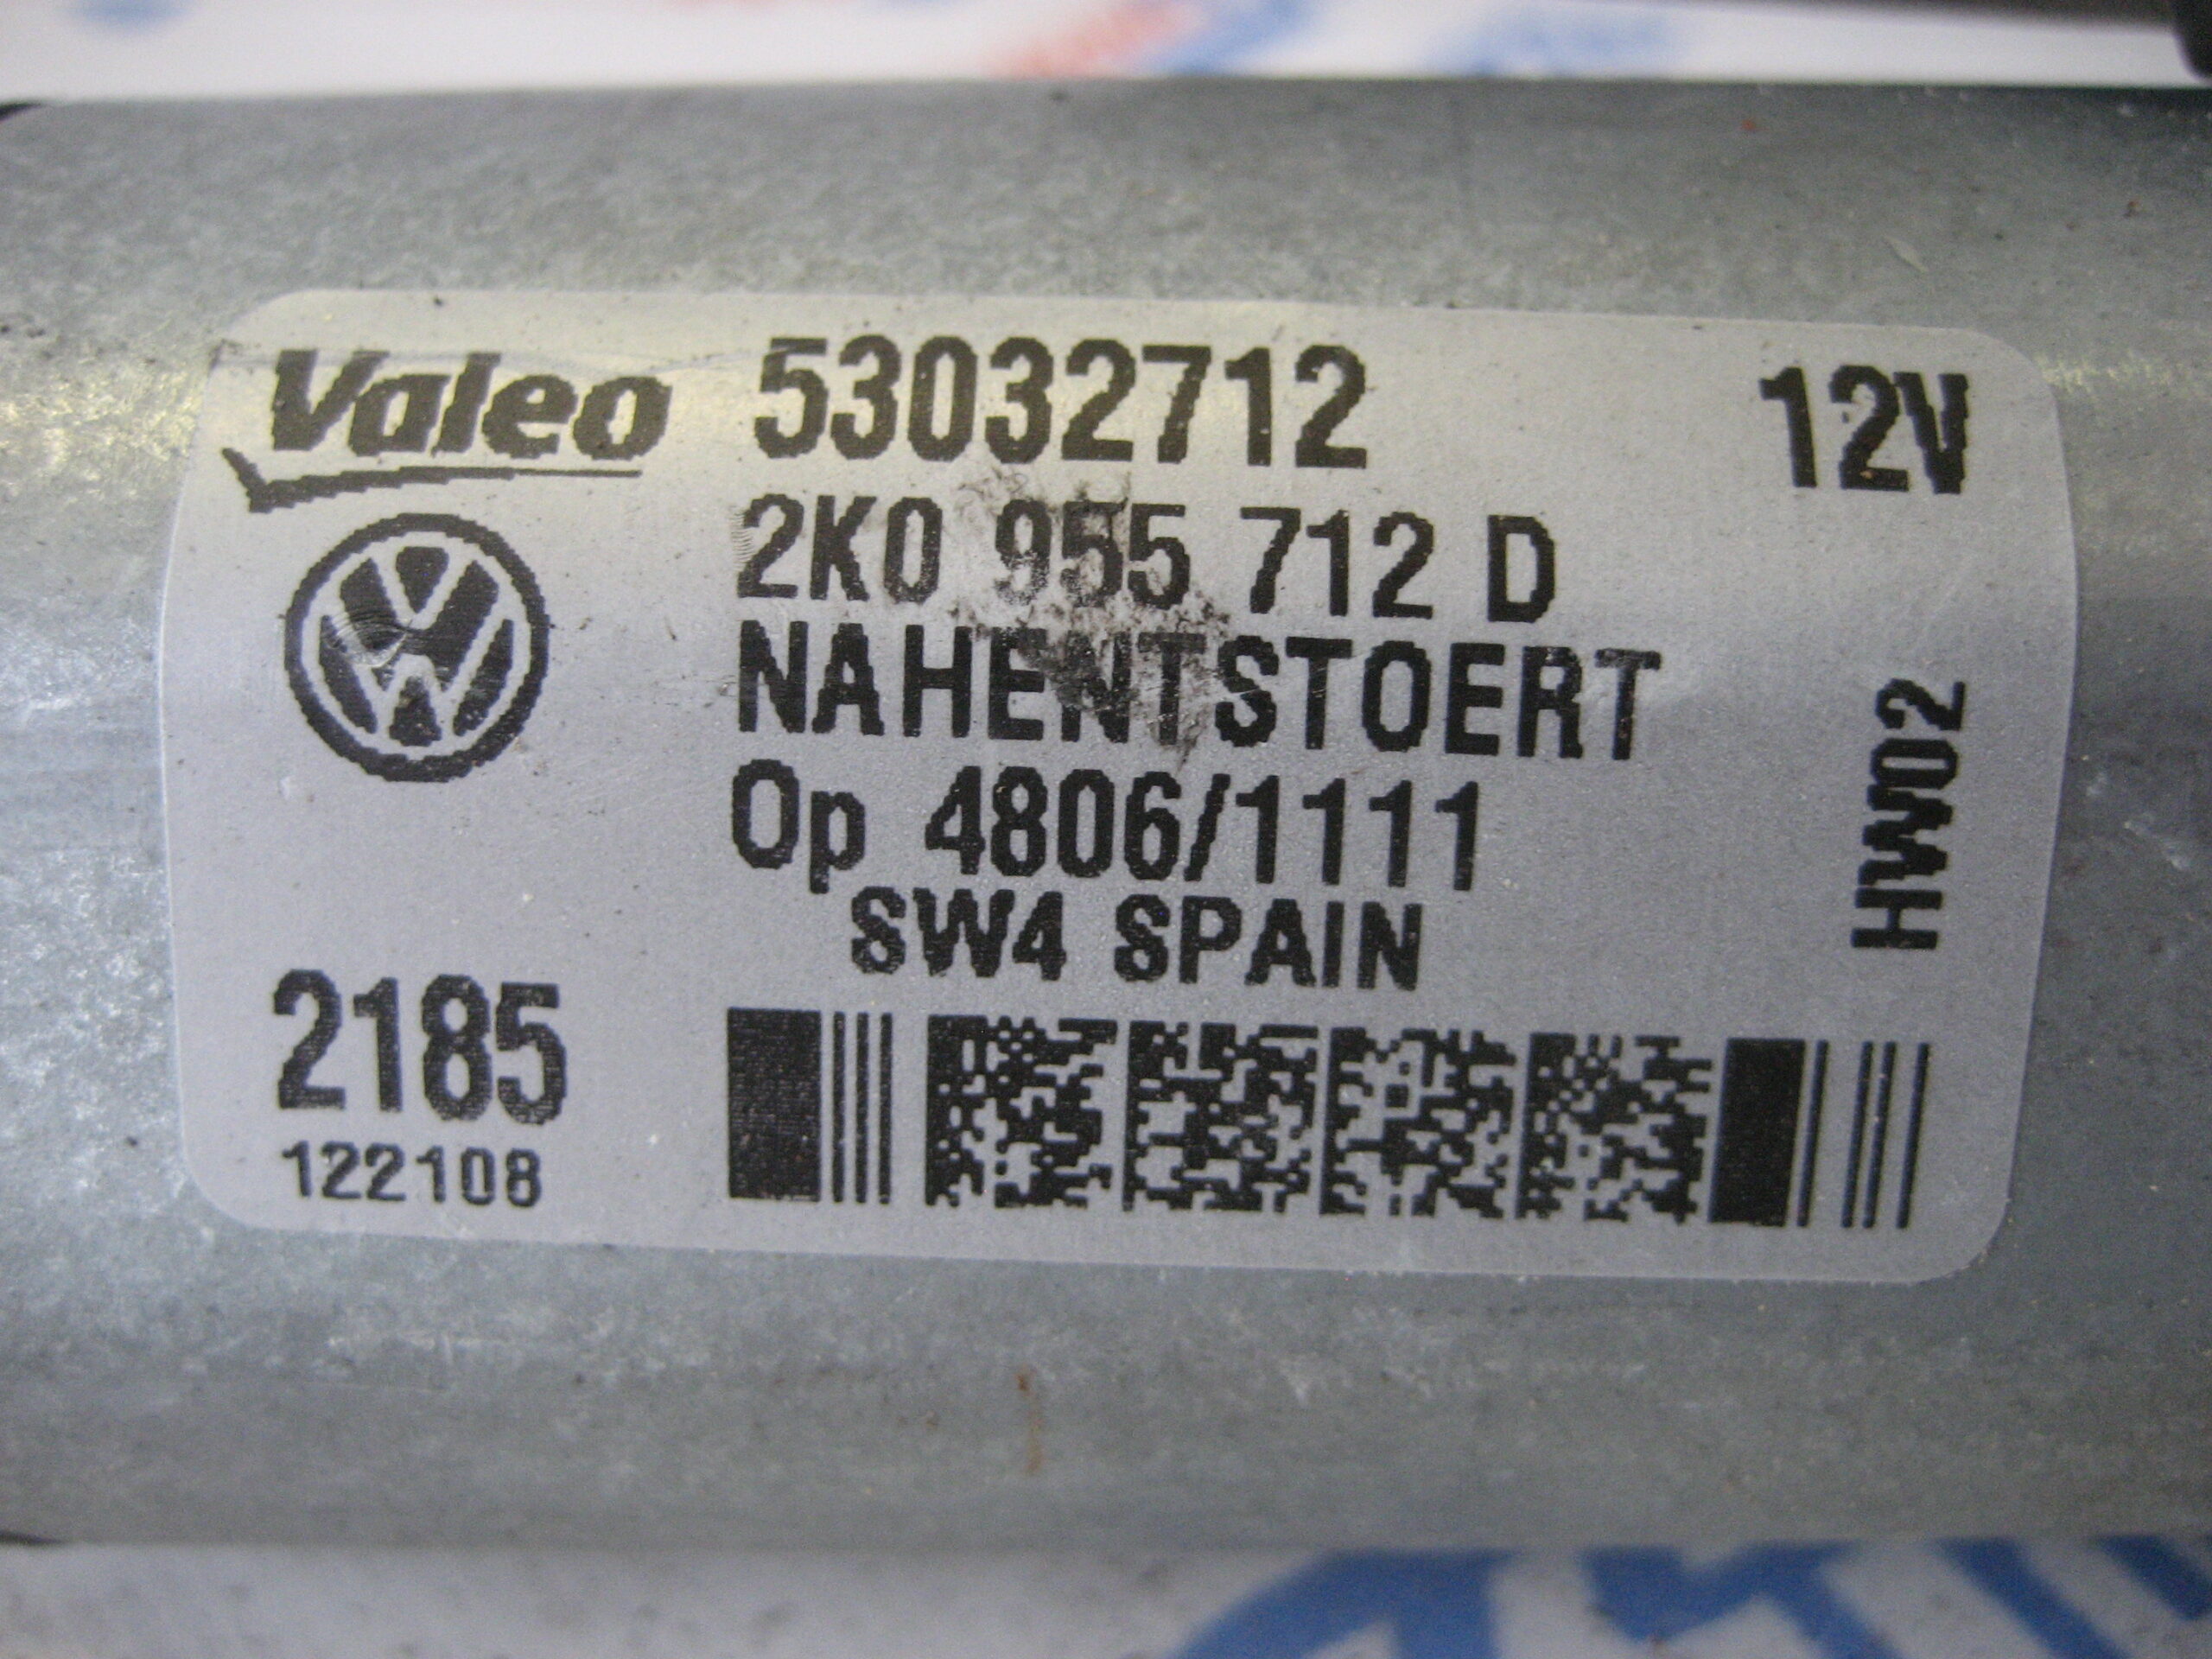 Valeo 53032712 12V
2K0 955 712 D
NAHENTSTOERT
Op 4806/1111
SW4 SPAIN
HW02
2185
122108